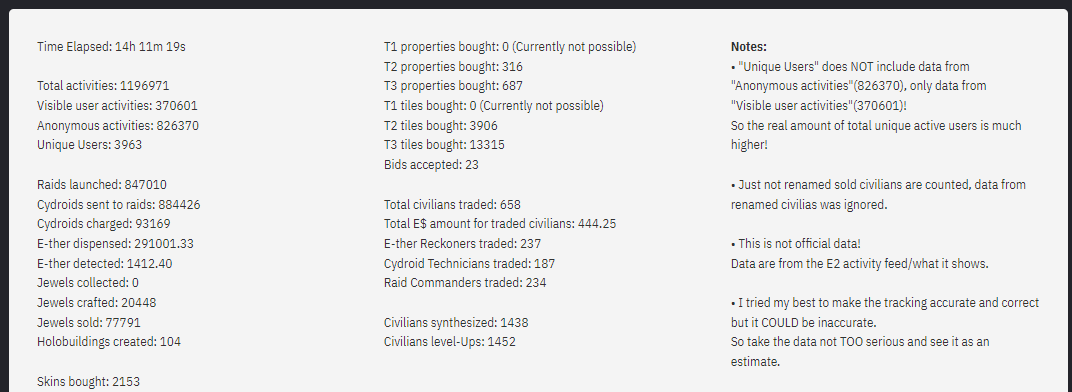 Time Elapsed: 14h 11m 19s
Total activities: 1196971
Visible user activities: 370601
Anonymous activities: 826370
Unique Users: 3963
Raids launched: 847010
Cydroids sent to raids: 884426
Cydroids charged: 93169
E-ther dispensed: 291001.33
E-ther detected: 1412.40
Jewels collected: 0
Jewels crafted: 20448
Jewels sold: 77791
Holobuildings created: 104
Skins bought: 2153
T1 properties bought: 0 (Currently not possible)
T2 properties bought: 316
T3 properties bought: 687
T1 tiles bought: 0 (Currently not possible)
T2 tiles bought: 3906
T3 tiles bought: 13315
Bids accepted: 23
Total civilians traded: 658
Total E$ amount for traded civilians: 444.25
E-ther Reckoners traded: 237
Cydroid Technicians traded: 187
Raid Commanders traded: 234
Civilians synthesized: 1438
Civilians level-Ups: 1452
Notes:
• "Unique Users" does NOT include data from
"Anonymous activities"(826370), only data from
"Visible user activities"(370601)!
So the real amount of total unique active users is much
higher!
• Just not renamed sold civilians are counted, data from
renamed civilias was ignored.
• This is not official data!
Data are from the E2 activity feed/what it shows.
• I tried my best to make the tracking accurate and correct
but it COULD be inaccurate.
So take the data not TOO serious and see it as an
estimate.